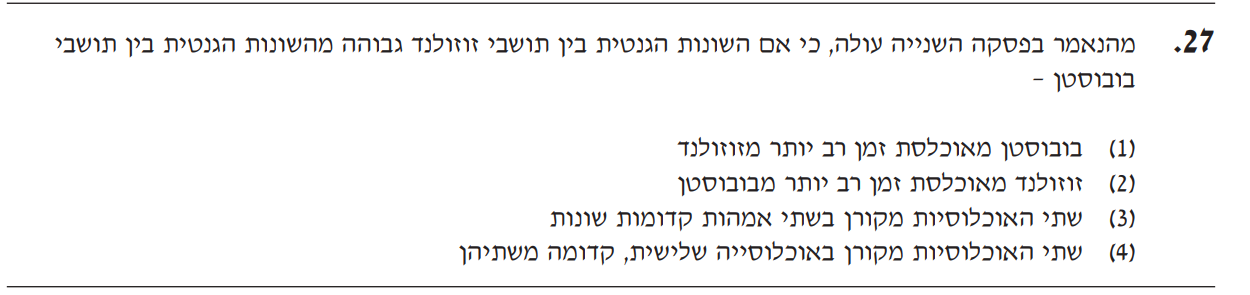 27. מהנאמר בפסקה השנייה עולה, כי אם השונות הגנטית בין תושבי זוזולנד גבוהה מהשונות הגנטית בין תושבי
בובוסטן –
(1) בובוסטן מאוכלסת זמן רב יותר מזוזולנד
(2) זוזולנד מאוכלסת זמן רב יותר מבובוסטן
(3) שתי האוכלוסיות מקורן בשתי אמהות קדומות שונות
(4) שתי האוכלוסיות מקורן באוכלוסייה שלישית, קדומה משתיהן